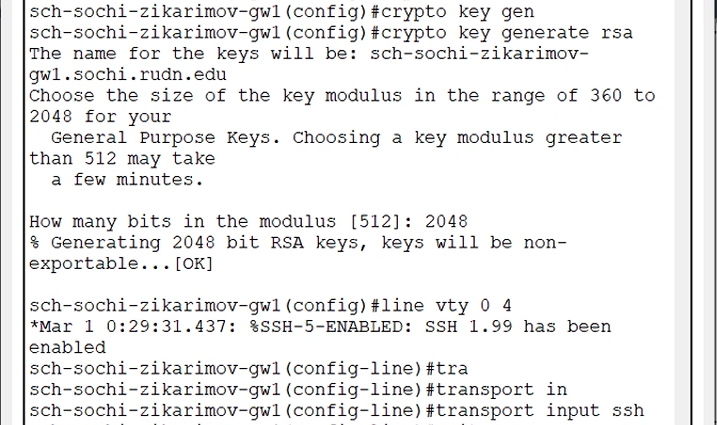 sch-sochi-zikarimov-gw1(config)#crypto key gen
sch-sochi-zikarimov-gw1(config)#crypto key generate rsa
The name for the keys will be: sch-sochi-zikarimov-
gw1.sochi.rudn.edu
Choose the size of the key modulus in the range of 360 to
2048 for your
General Purpose Keys. Choosing a key modulus greater
than 512 may take
a few minutes.
How many bits in the modulus [512]: 2048
% Generating 2048 bit RSA keys, keys will be non-
exportable...[OK]
sch-sochi-zikarimov-gw1(config)#line vty 0 4
*Mar 1 0:29:31.437: %SSH-5-ENABLED: SSH 1.99 has been
enabled
sch-sochi-zikarimov-gw1(config-line)#tra
sch-sochi-zikarimov-gw1(config-line)#transport in
sch-sochi-zikarimov-gw1(config-line)#transport input ssh